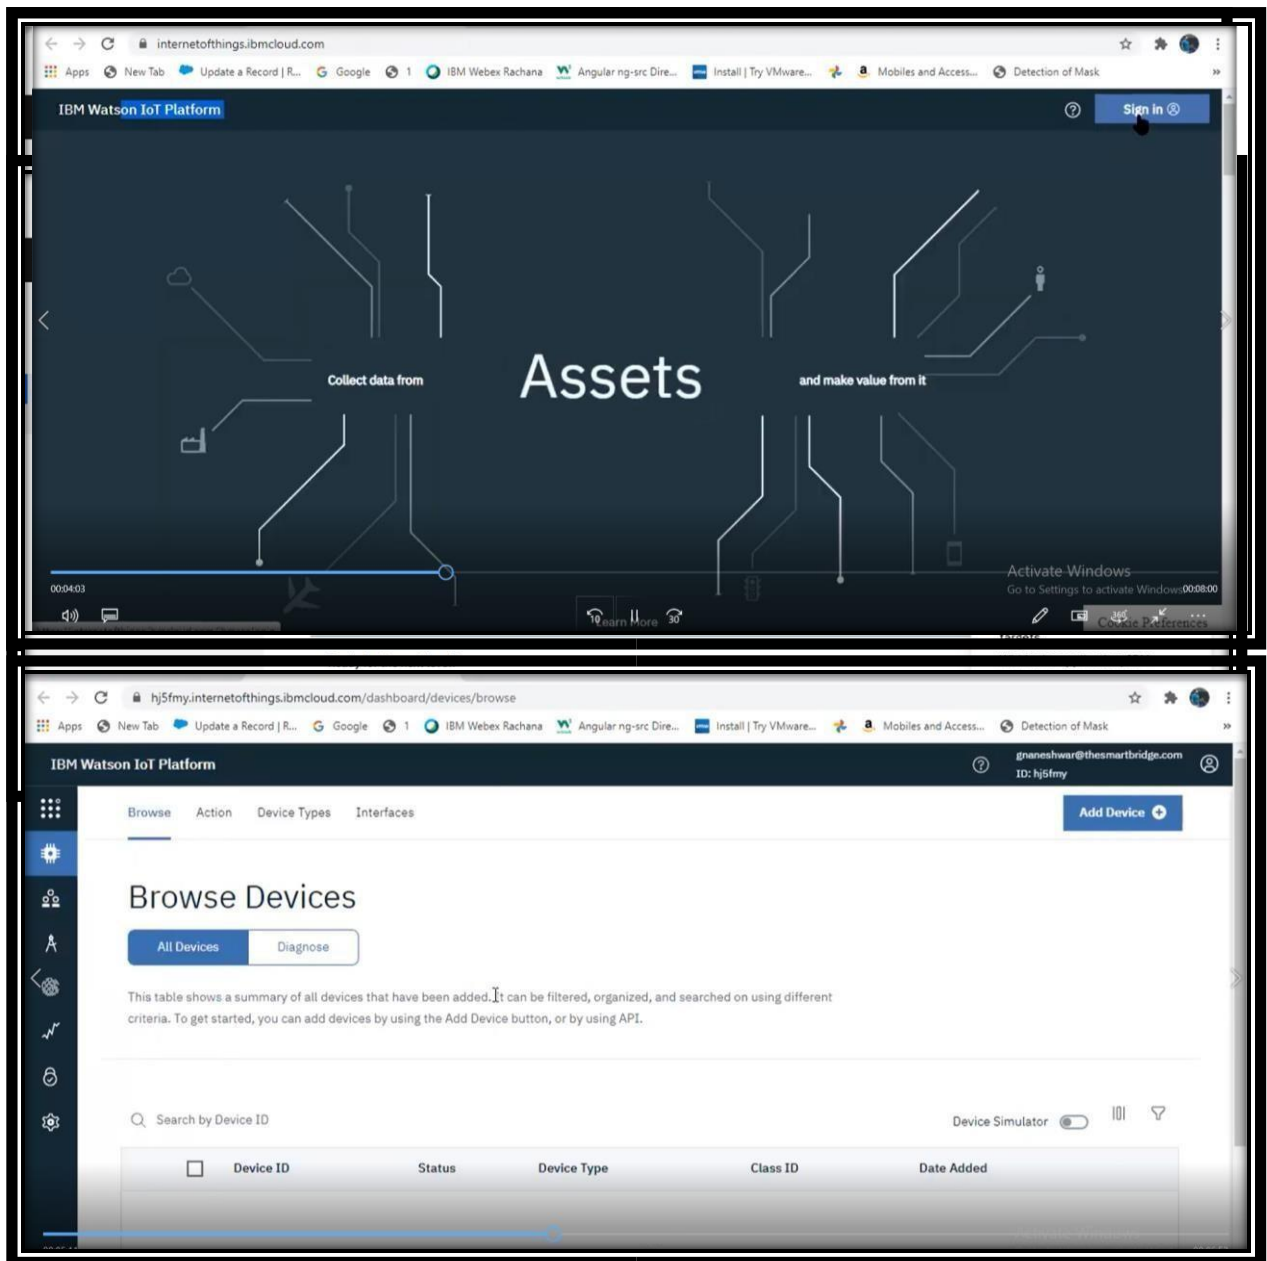 internetofthings.ibmcloud.com
Apps New Tab Update a Record | R... Google 1 IBM Webex Rachana Angular ng-src Dire... Install | Try VMware... Mobiles and Access... Detection of Mask »
IBM Watson IoT Platform
Sign in
Collect data from Assets and make value from it
Activate Windows
00:04:03
Go to Settings to activate Windows 00:08:00
10 30
Learn More
Cookie Preferences
hj5fmy.internetofthings.ibmcloud.com/dashboard/devices/browse
Apps New Tab Update a Record | R... Google 1 IBM Webex Rachana Angular ng-src Dire... Install | Try VMware... Mobiles and Access... Detection of Mask »
IBM Watson IoT Platform
gnaneshwar@thesmartbridge.com
ID: hj5fmy
Browse Action Device Types Interfaces
Add Device
Browse Devices
All Devices Diagnose
This table shows a summary of all devices that have been added. It can be filtered, organized, and searched on using different
criteria. To get started, you can add devices by using the Add Device button, or by using API.
Search by Device ID
Device Simulator
Device ID Status Device Type Class ID Date Added
Activate Windows